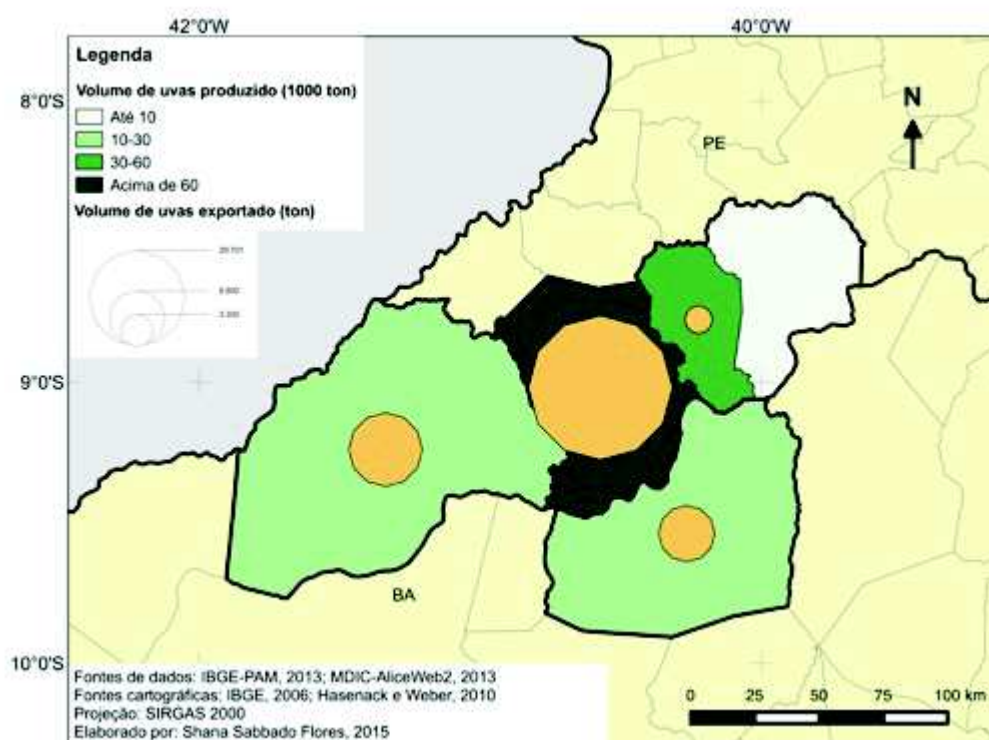 42°0'W 40°0'W
Legenda
Volume de uvas produzido (1000 ton)
Até 10
10-30
30-60
Acima de 60
Volume de uvas exportado (ton)
8°0'S
N
PE
9°0'S
BA
10°0'S
Fontes de dados: IBGE-PAM, 2013; MDIC-AliceWeb2, 2013
Fontes cartográficas; IBGE, 2006; Hasenack e Weber, 2010
Projeção: SIRGAS 2000
Elaborado por: Shana Sabbado Flores, 2015
0 25 50 75 100 km